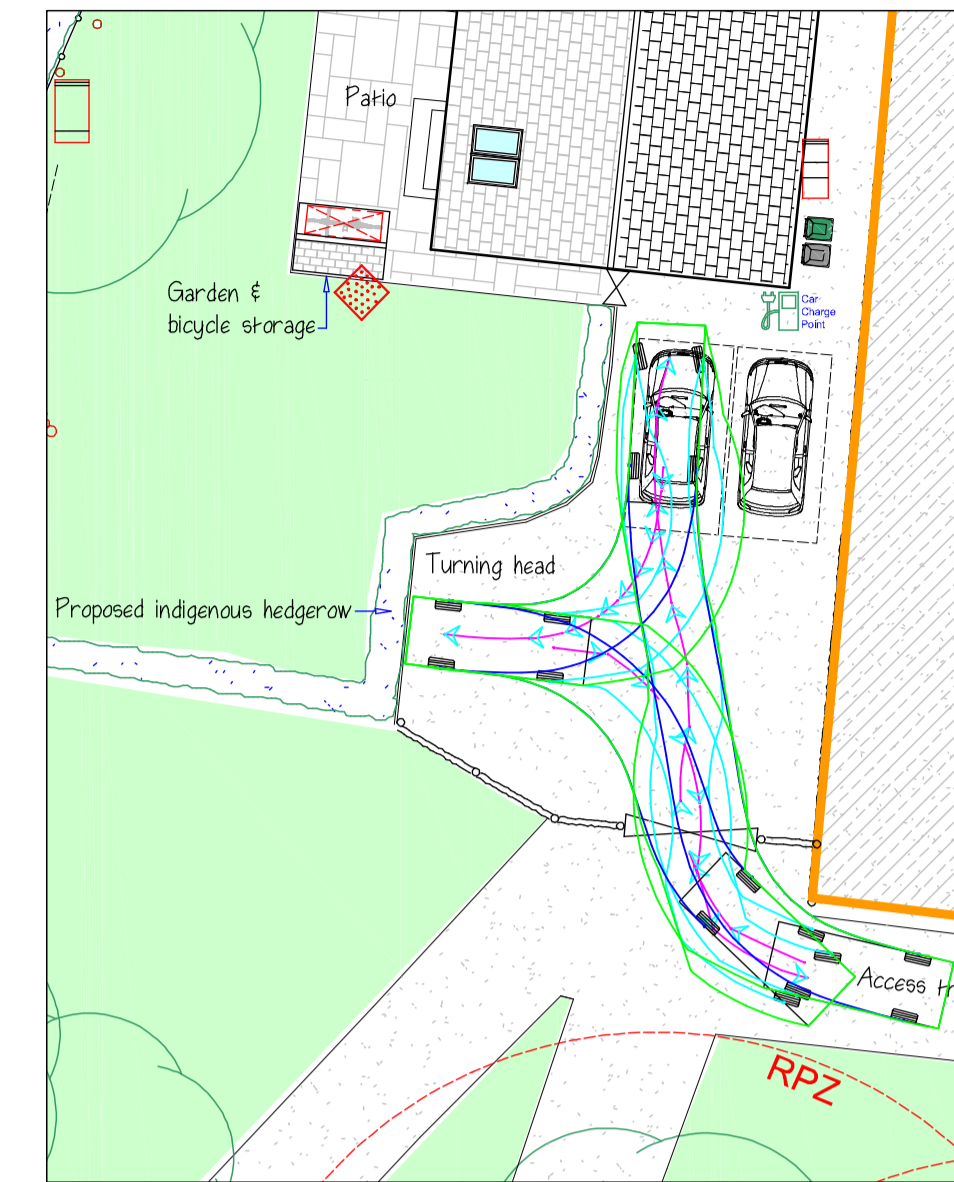 Patio
Garden &
bicycle storage
Car
Charge
Point
Turning head
Proposed indigenous hedgerow
Access
RPZ